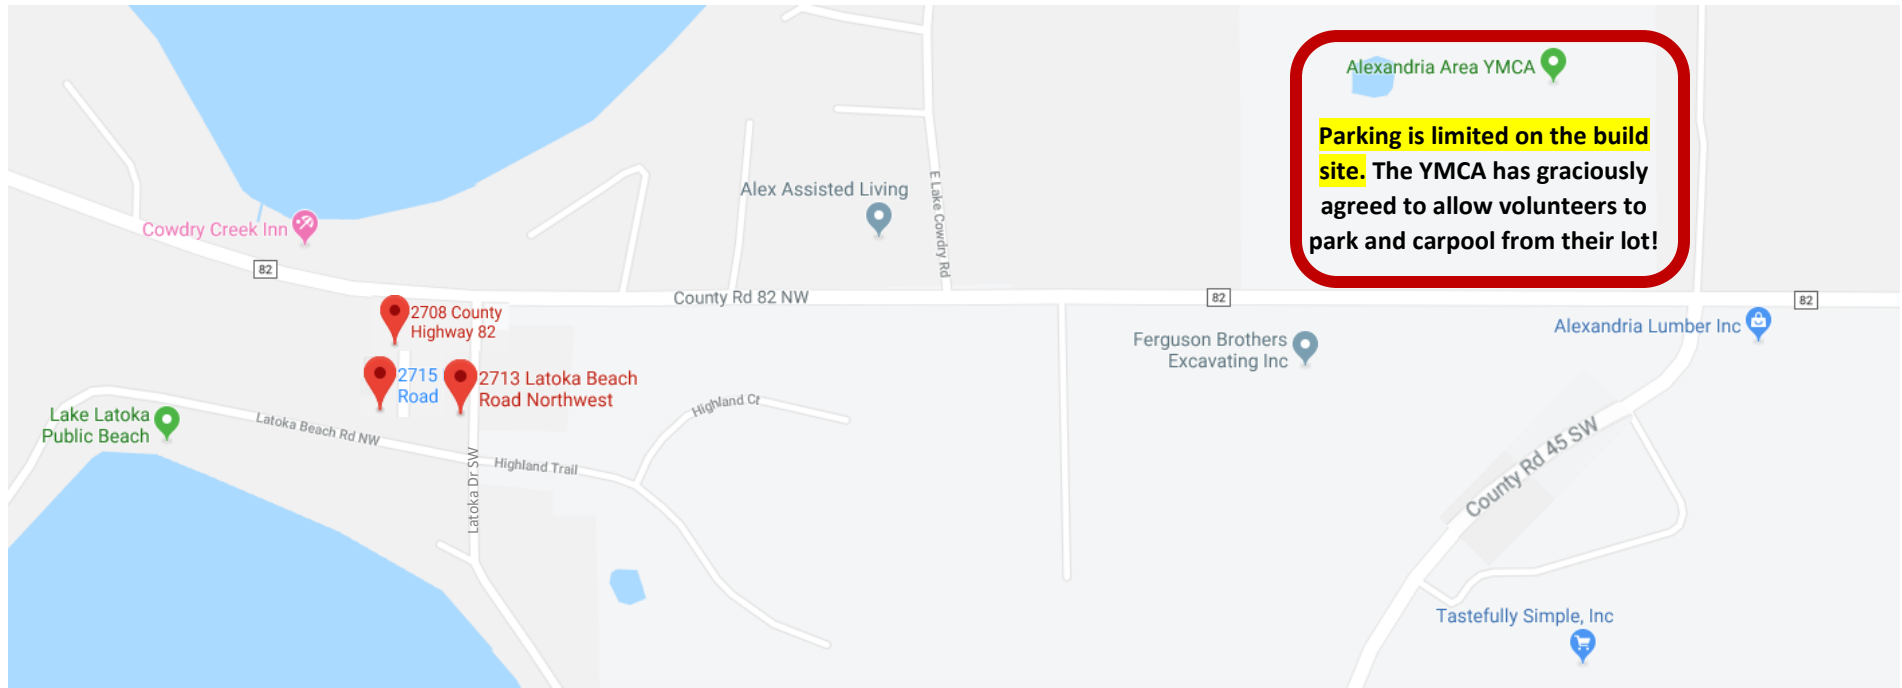 Alexandria Area YMCA
Parking is limited on the build
site. The YMCA has graciously
agreed to allow volunteers to
park and carpool from their lot!
Alex Assisted Living
E Lake Cowdry Rd
Cowdry Creek Inn
82
County Rd 82 NW
82
82
2708 County
Highway 82
Alexandria Lumber Inc
Ferguson Brothers
Excavating Inc
2715
Road
2713 Latoka Beach
Road Northwest
Lake Latoka
Public Beach
Latoka Beach Rd NW
Highland Ct
Highland Trail
Latoka Dr SW
County Rd 45 SW
Tastefully Simple, Inc